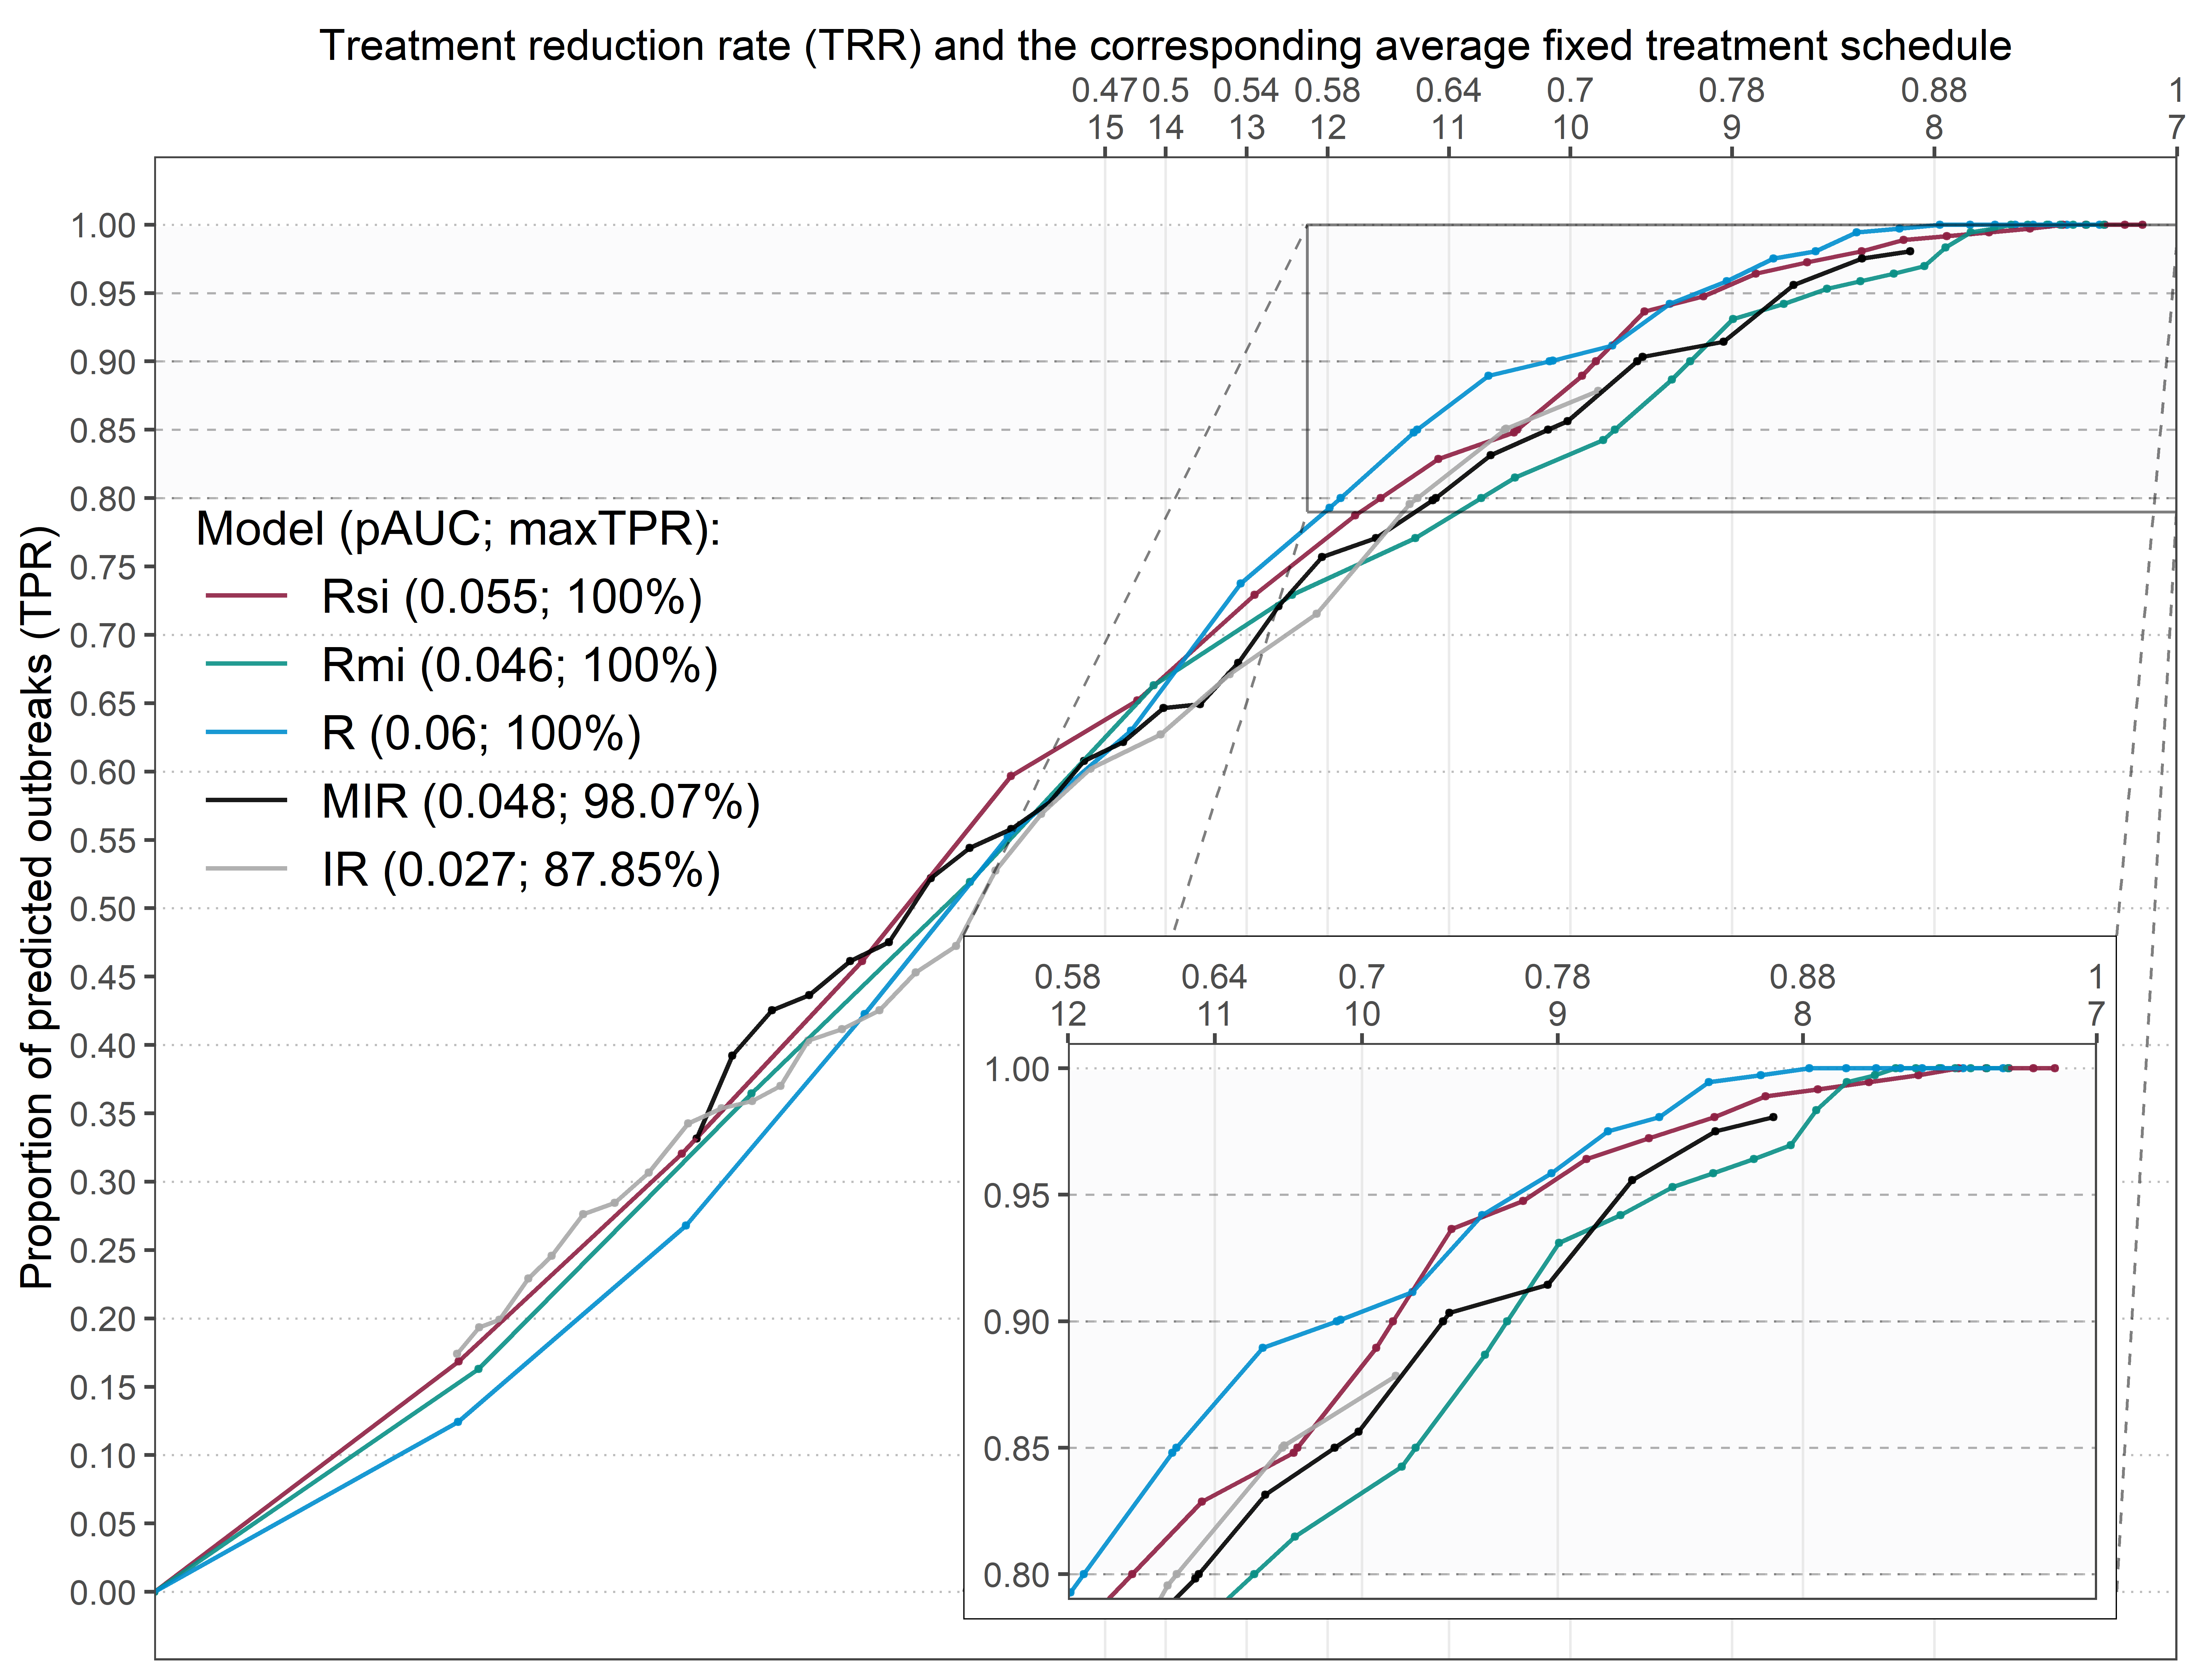 Treatment reduction rate (TRR) and the corresponding average fixed treatment schedule
0.47 0.5 0.54 0.58 0.64 0.7 0.78 0.88 1
15 14 13 12 11 10 9 8 7
Proportion of predicted outbreaks (TPR)
1.00
0.95
0.90
0.85
0.80
0.75
0.70
0.65
0.60
0.55
0.50
0.45
0.40
0.35
0.30
0.25
0.20
0.15
0.10
0.05
0.00
Model (pAUC; maxTPR):
Rsi (0.055; 100%)
Rmi (0.046; 100%)
R (0.06; 100%)
MIR (0.048; 98.07%)
IR (0.027; 87.85%)
0.58 0.64 0.7 0.78 0.88 1
12 11 10 9 8 7
1.00
0.95
0.90
0.85
0.80